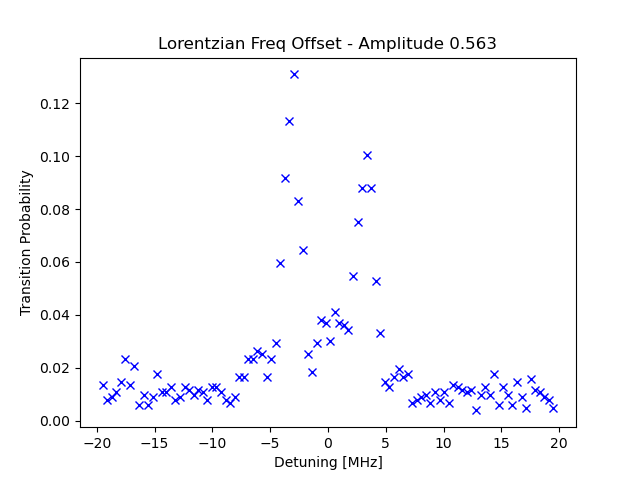 Lorentzian Freq Offset - Amplitude 0.563
0.12
0.10
0.08
0.06
0.04
0.02
0.00
Transition Probability
−20 −15 −10 −5 0 5 10 15 20
Detuning [MHz]